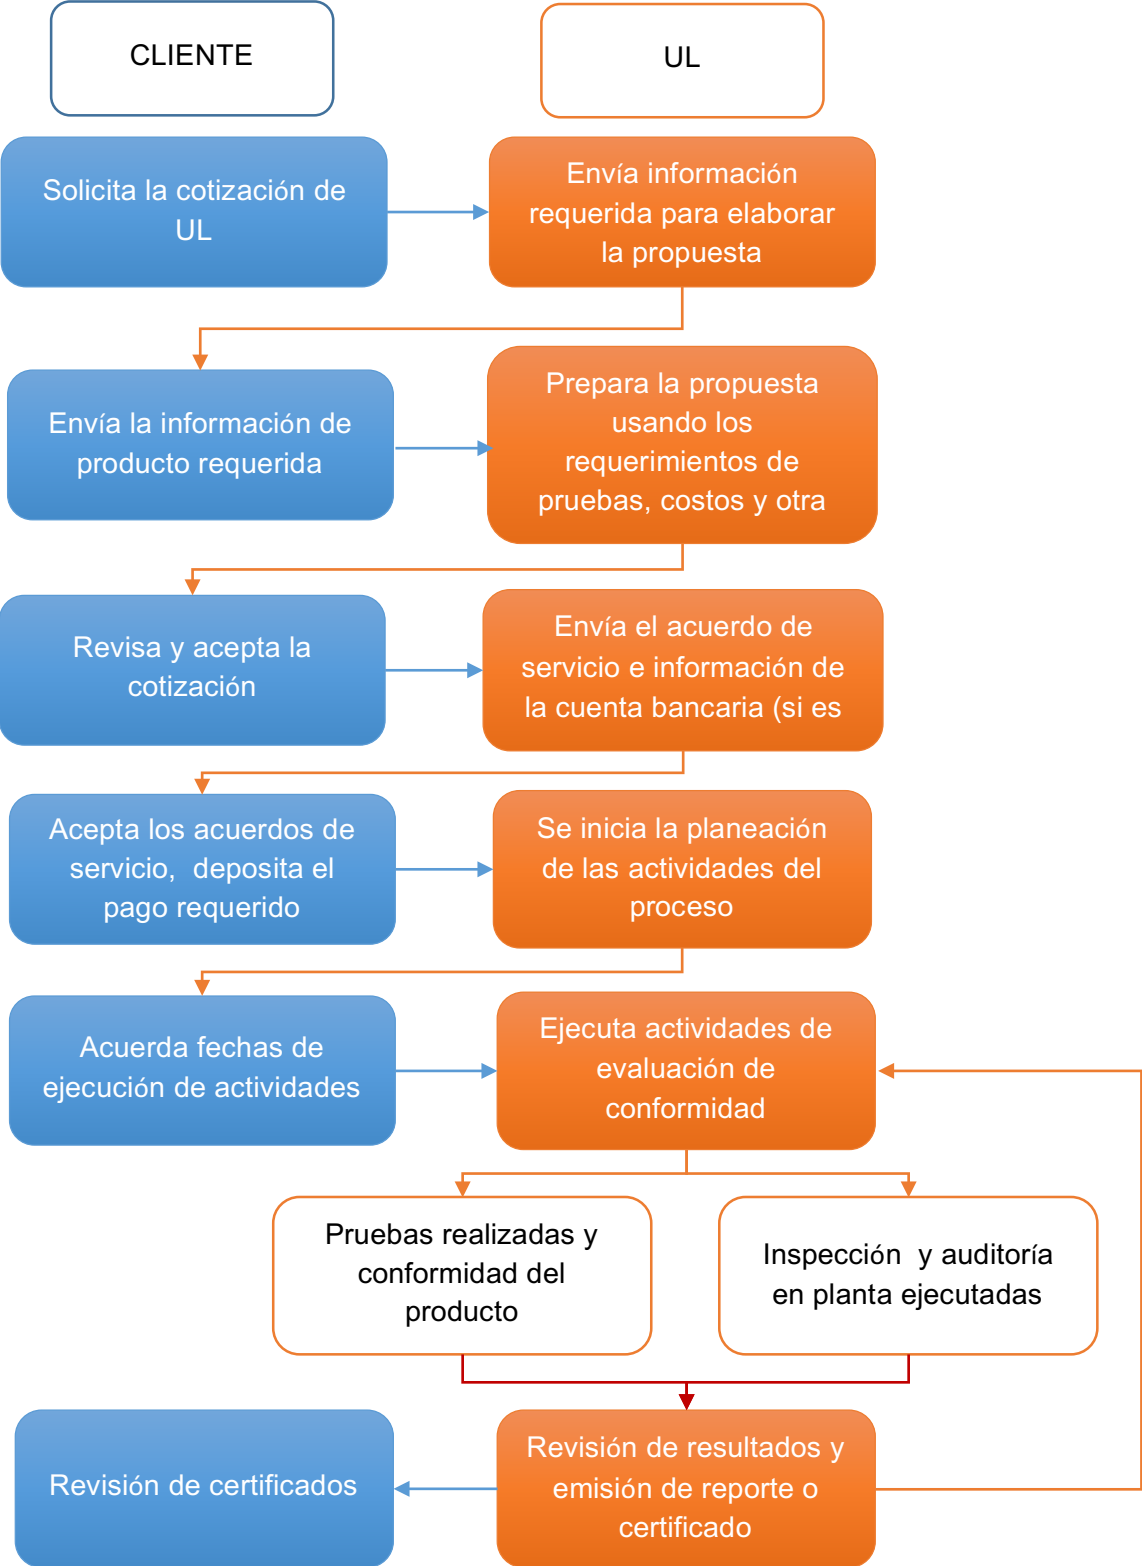 CLIENTE
UL
Solicita la cotización de
UL
Envía información
requerida para elaborar
la propuesta
Envía la información de
producto requerida
Prepara la propuesta
usando los
requerimientos de
pruebas, costos y otra
Revisa y acepta la
cotización
Envía el acuerdo de
servicio e información de
la cuenta bancaria (si es
Acepta los acuerdos de
servicio, deposita el
pago requerido
Se inicia la planeación
de las actividades del
proceso
Acuerda fechas de
ejecución de actividades
Ejecuta actividades de
evaluación de
conformidad
Pruebas realizadas y
conformidad del
producto
Inspección y auditoría
en planta ejecutadas
Revisión de certificados
Revisión de resultados y
emisión de reporte o
certificado